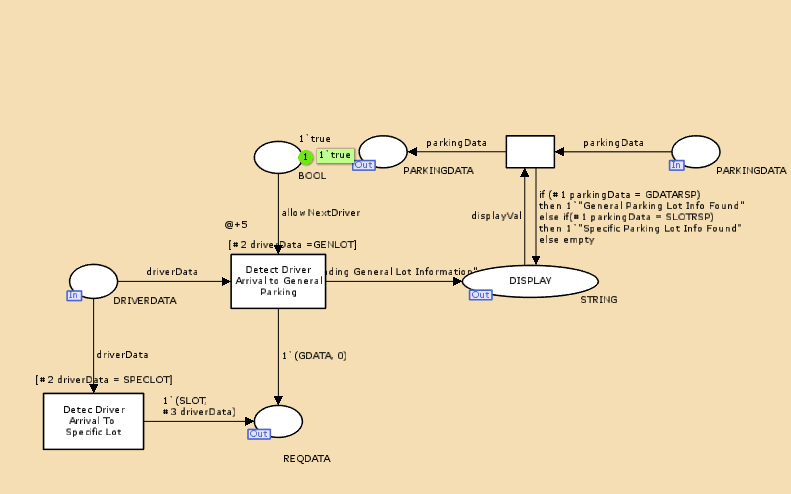 1`true
1
1`true
Out
BOOL
PARKINGDATA
parkingData
parkingData
In
PARKINGDATA
allowNextDriver
displayVal
if (#1 parkingData = GDATARSP)
then 1`"General Parking Lot Info Found"
else if(#1 parkingData = SLOTRSP)
then 1`"Specific Parking Lot Info Found"
else empty
@+5
[#2 driverData =GENLOT]
driverData
Detect Driver
Arrival to General
Parking
ding General Lot Information"
DISPLAY
Out
STRING
In
DRIVERDATA
driverData
1`(GDATA, 0)
[#2 driverData = SPECLOT]
Detec Driver
Arrival To
Specific Lot
1`(SLOT,
#3 driverData)
Out
REQDATA